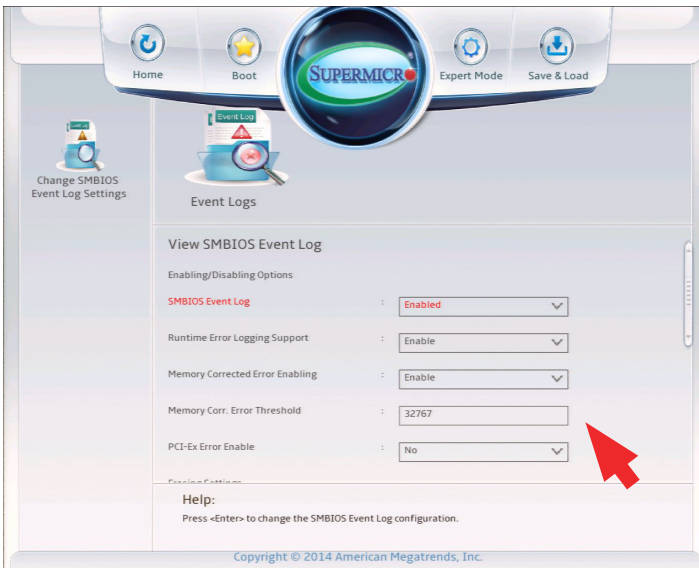 Home
Boot
SUPERMICRO
Expert Mode
Save & Load
Event Log
Change SMBIOS
Event Log Settings
Event Logs
View SMBIOS Event Log
Enabling/Disabling Options
SMBIOS Event Log : Enabled
Runtime Error Logging Support : Enable
Memory Corrected Error Enabling : Enable
Memory Corr. Error Threshold : 32767
PCI-Ex Error Enable : No
Erasing Settings
Help:
Press <Enter> to change the SMBIOS Event Log configuration.
Copyright © 2014 American Megatrends, Inc.